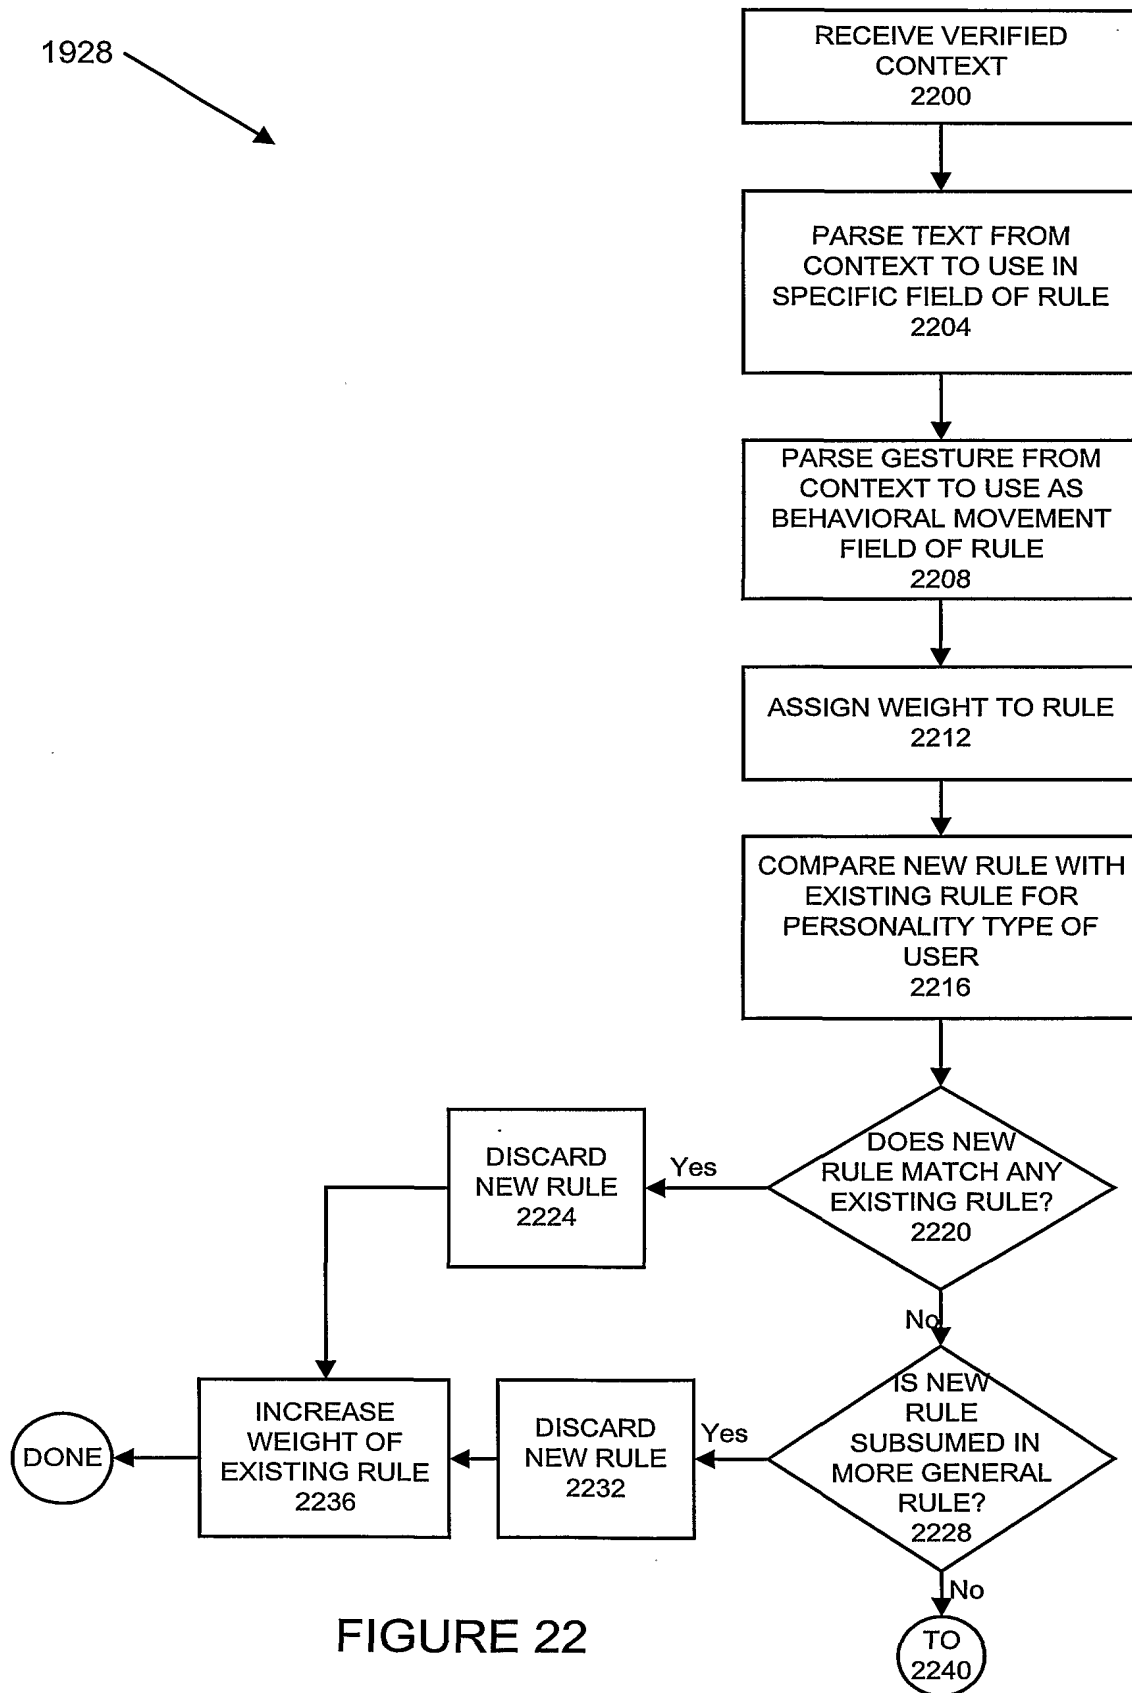 1928
RECEIVE VERIFIED
CONTEXT
2200
PARSE TEXT FROM
CONTEXT TO USE IN
SPECIFIC FIELD OF RULE
2204
PARSE GESTURE FROM
CONTEXT TO USE AS
BEHAVIORAL MOVEMENT
FIELD OF RULE
2208
ASSIGN WEIGHT TO RULE
2212
COMPARE NEW RULE WITH
EXISTING RULE FOR
PERSONALITY TYPE OF
USER
2216
DOES NEW
RULE MATCH ANY
EXISTING RULE?
2220
Yes
DISCARD
NEW RULE
2224
No
IS NEW
RULE
SUBSUMED IN
MORE GENERAL
RULE?
2228
Yes
DISCARD
NEW RULE
2232
INCREASE
WEIGHT OF
EXISTING RULE
2236
DONE
No
TO
2240
FIGURE 22